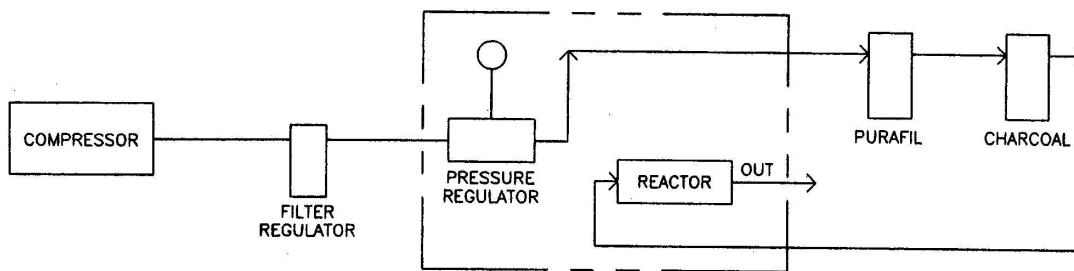 COMPRESSOR
FILTER
REGULATOR
PRESSURE
REGULATOR
REACTOR
OUT
PURAFIL
CHARCOAL